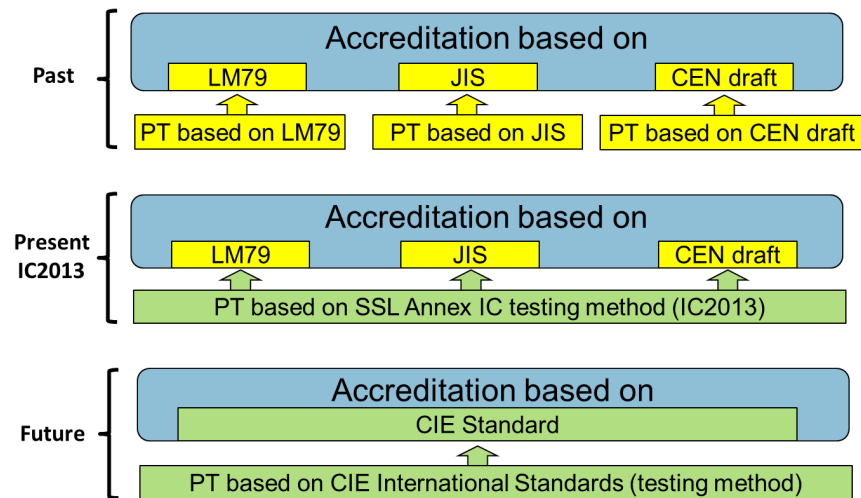 Accreditation based on
Past
LM79
JIS
CEN draft
PT based on LM79
PT based on JIS
PT based on CEN draft
Accreditation based on
Present
IC2013
LM79
JIS
CEN draft
PT based on SSL Annex IC testing method (IC2013)
Accreditation based on
Future
CIE Standard
PT based on CIE International Standards (testing method)